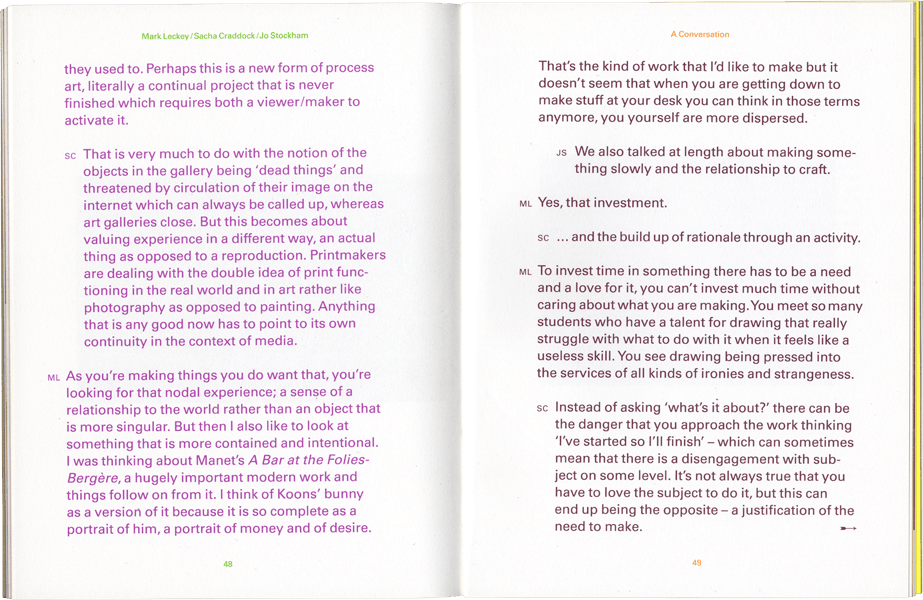 Mark Leckey/Sacha Craddock/Jo Stockham
they used to. Perhaps this is a new form of process
art, literally a continual project that is never
finished which requires both a viewer/maker to
activate it.
SC That is very much to do with the notion of the
objects in the gallery being ‘dead things’ and
threatened by circulation of their image on the
internet which can always be called up, whereas
art galleries close. But this becomes about
valuing experience in a different way, an actual
thing as opposed to a reproduction. Printmakers
are dealing with the double idea of print func-
tioning in the real world and in art rather like
photography as opposed to painting. Anything
that is any good now has to point to its own
continuity in the context of media.
ML As you’re making things you do want that, you’re
looking for that nodal experience; a sense of a
relationship to the world rather than an object that
is more singular. But then I also like to look at
something that is more contained and intentional.
I was thinking about Manet’s A Bar at the Folies-
Bergère, a hugely important modern work and
things follow on from it. I think of Koons’ bunny
as a version of it because it is so complete as a
portrait of him, a portrait of money and of desire.
48
A Conversation
That’s the kind of work that I’d like to make but it
doesn’t seem that when you are getting down to
make stuff at your desk you can think in those terms
anymore, you yourself are more dispersed.
JS We also talked at length about making some-
thing slowly and the relationship to craft.
ML Yes, that investment.
SC … and the build up of rationale through an activity.
ML To invest time in something there has to be a need
and a love for it, you can’t invest much time without
caring about what you are making. You meet so many
students who have a talent for drawing that really
struggle with what to do with it when it feels like a
useless skill. You see drawing being pressed into
the services of all kinds of ironies and strangeness.
SC Instead of asking ‘what’s it about?’ there can be
the danger that you approach the work thinking
‘I’ve started so I’ll finish’ – which can sometimes
mean that there is a disengagement with sub-
ject on some level. It’s not always true that you
have to love the subject to do it, but this can
end up being the opposite – a justification of the
need to make.
49